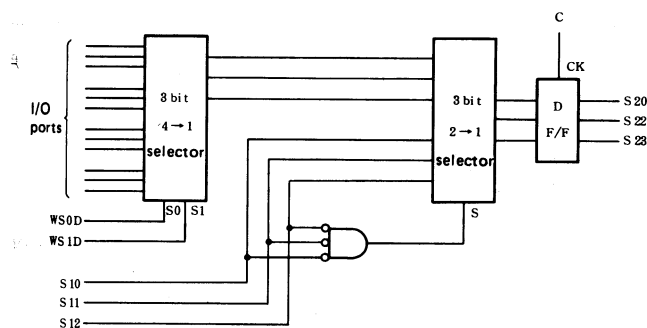 C
CK
I/O
ports
3 bit
4→1
selector
S0 S1
3 bit
2→1
selector
S
D
F/F
S20
S22
S23
WS0D
WS1D
S10
S11
S12